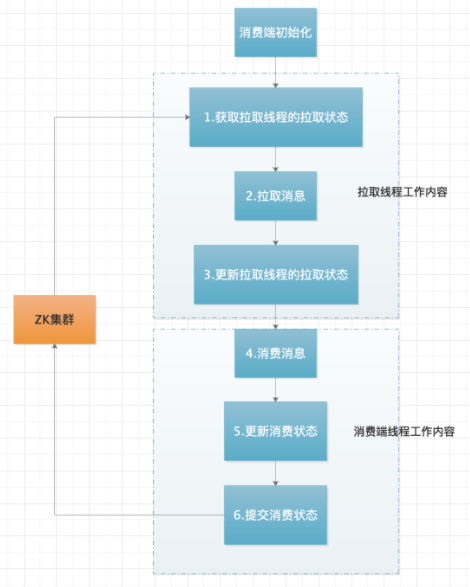 消费端初始化
1.获取拉取线程的拉取状态
2.拉取消息
拉取线程工作内容
3.更新拉取线程的拉取状态
ZK集群
4.消费消息
5.更新消费状态
消费端线程工作内容
6.提交消费状态